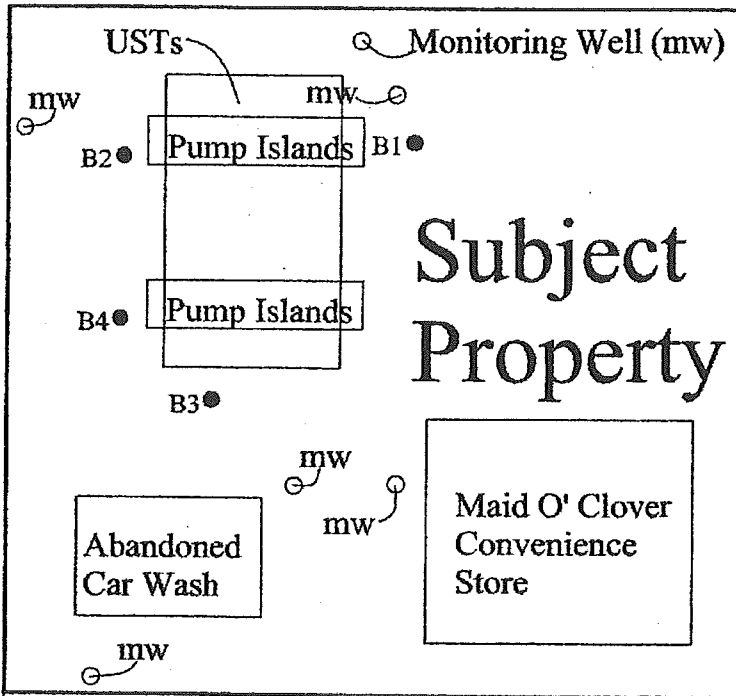 USTs
Monitoring Well (mw)
mw
mw
B2
Pump Islands
B1
Subject
Property
B4
Pump Islands
B3
mw
mw
Maid O' Clover
Convenience
Store
Abandoned
Car Wash
mw